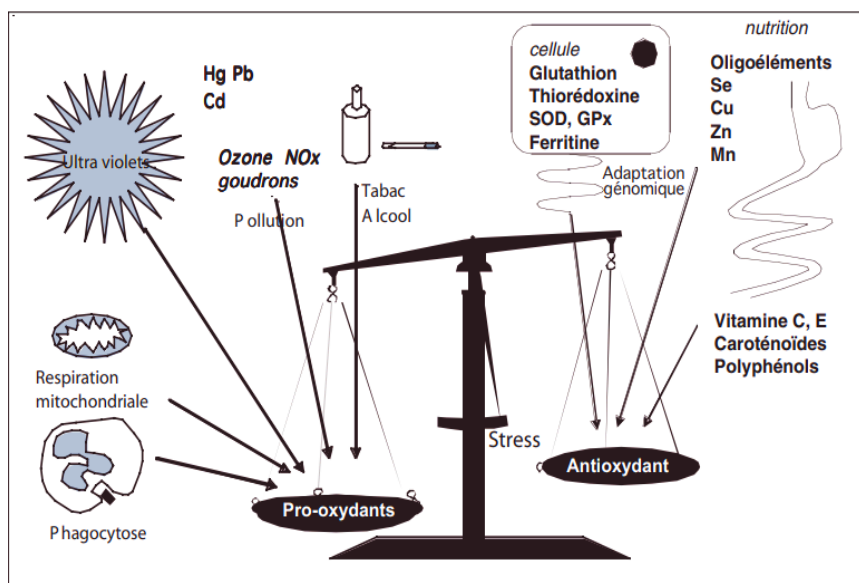 nutrition
cellule
Glutathion
Thiorédoxine
SOD, GPx
Ferritine
Oligoéléments
Se
Cu
Zn
Mn
Hg Pb
Cd
Ultra violets
Ozone NOx
goudrons
Pollution
Tabac
Alcool
Adaptation
génomique
Vitamine C, E
Caroténoïdes
Polyphénols
Respiration
mitochondriale
Phagocytose
Stress
Pro-oxydants
Antioxydant